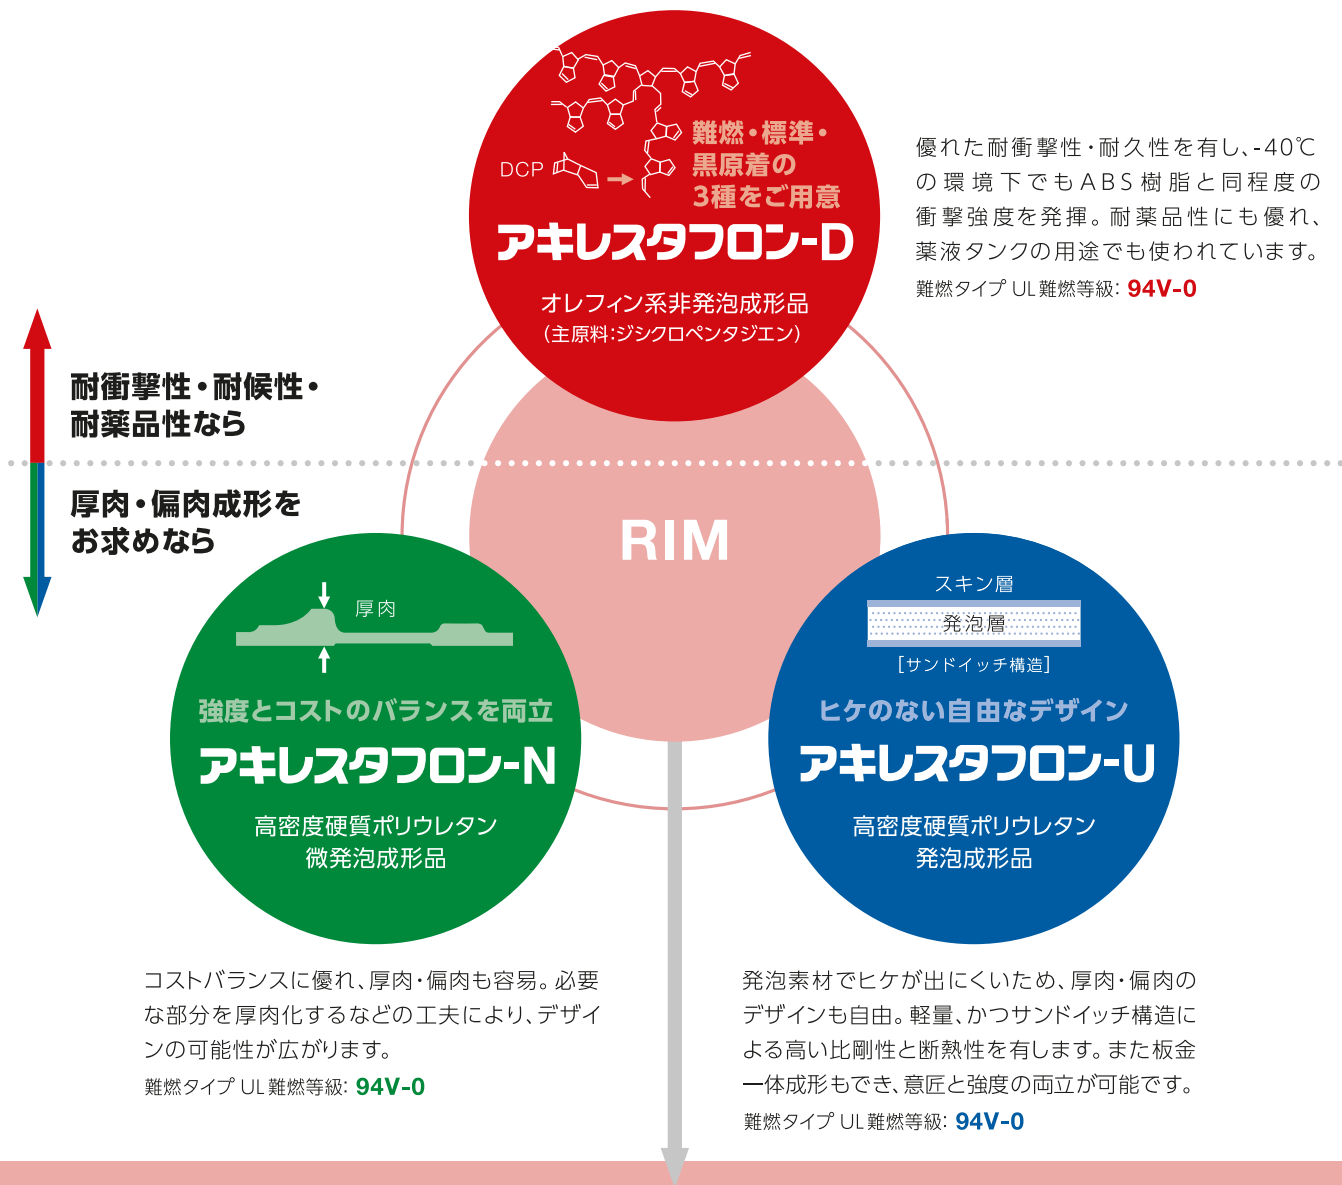 DCP
難燃・標準・
黒原着の
3種をご用意
アキレスタフロン-D
オレフィン系非発泡成形品
（主原料：ジシクロペンタジエン）
優れた耐衝撃性・耐久性を有し、-40℃
の環境下でもABS樹脂と同程度の
衝撃強度を発揮。耐薬品性にも優れ、
薬液タンクの用途でも使われています。
難燃タイプ UL難燃等級：94V-0
耐衝撃性・耐候性・
耐薬品性なら
厚肉・偏肉成形を
お求めなら
RIM
厚肉
強度とコストのバランスを両立
アキレスタフロン-N
高密度硬質ポリウレタン
微発泡成形品
スキン層
発泡層
［サンドイッチ構造］
ヒケのない自由なデザイン
アキレスタフロン-U
高密度硬質ポリウレタン
発泡成形品
コストバランスに優れ、厚肉・偏肉も容易。必要
な部分を厚肉化するなどの工夫により、デザイ
ンの可能性が広がります。
難燃タイプ UL難燃等級：94V-0
発泡素材でヒケが出にくいため、厚肉・偏肉の
デザインも自由。軽量、かつサンドイッチ構造に
よる高い比剛性と断熱性を有します。また板金
一体成形もでき、意匠と強度の両立が可能です。
難燃タイプ UL難燃等級：94V-0